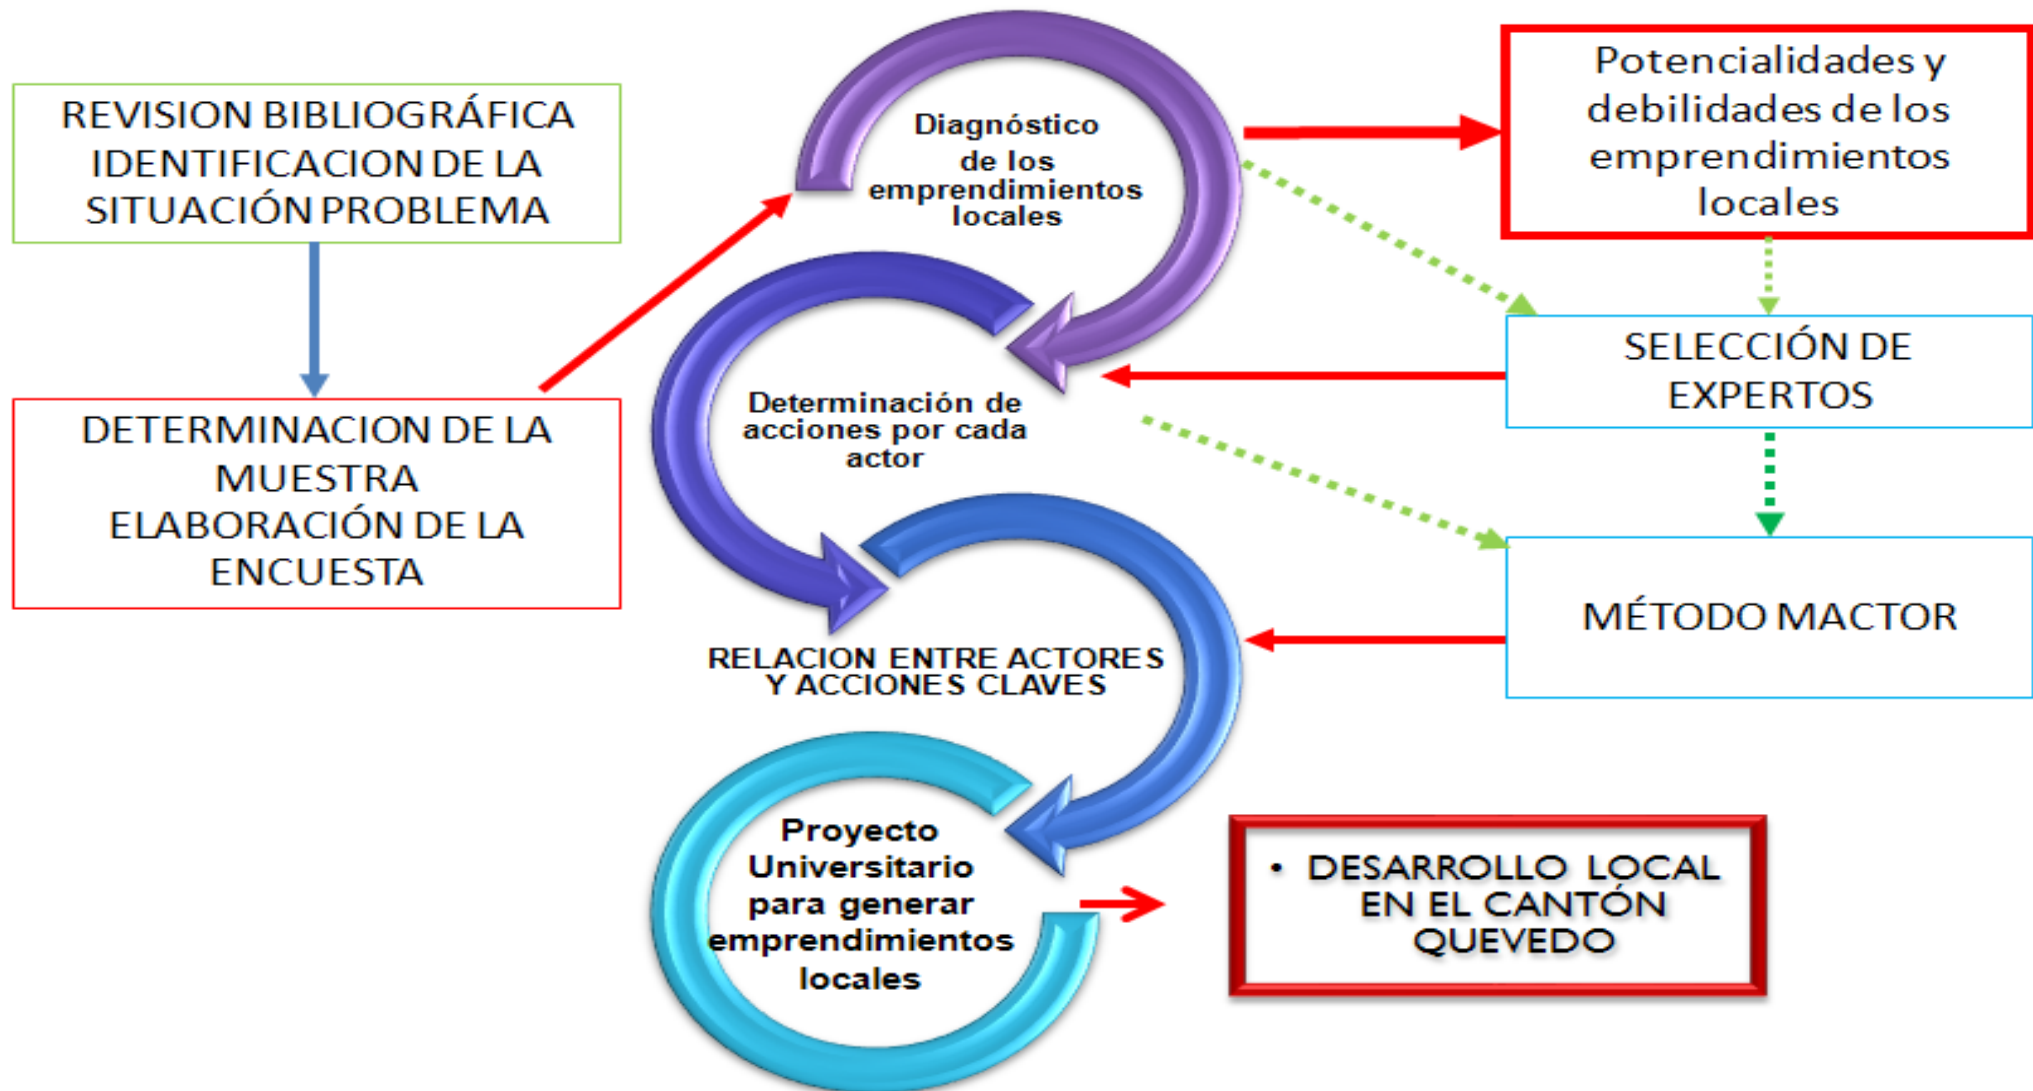 REVISION BIBLIOGRÁFICA
IDENTIFICACION DE LA
SITUACIÓN PROBLEMA
DETERMINACION DE LA
MUESTRA
ELABORACIÓN DE LA
ENCUESTA
Diagnóstico
de los
emprendimientos
locales
Determinación de
acciones por cada
actor
RELACION ENTRE ACTORES
Y ACCIONES CLAVES
Proyecto
Universitario
para generar
emprendimientos
locales
Potencialidades y
debilidades de los
emprendimientos
locales
SELECCIÓN DE
EXPERTOS
MÉTODO MACTOR
• DESARROLLO LOCAL
EN EL CANTÓN
QUEVEDO